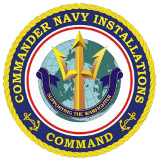 COMMANDER NAVY INSTALLATIONS
SUPPORTING THE WARFIGHTER
COMMAND